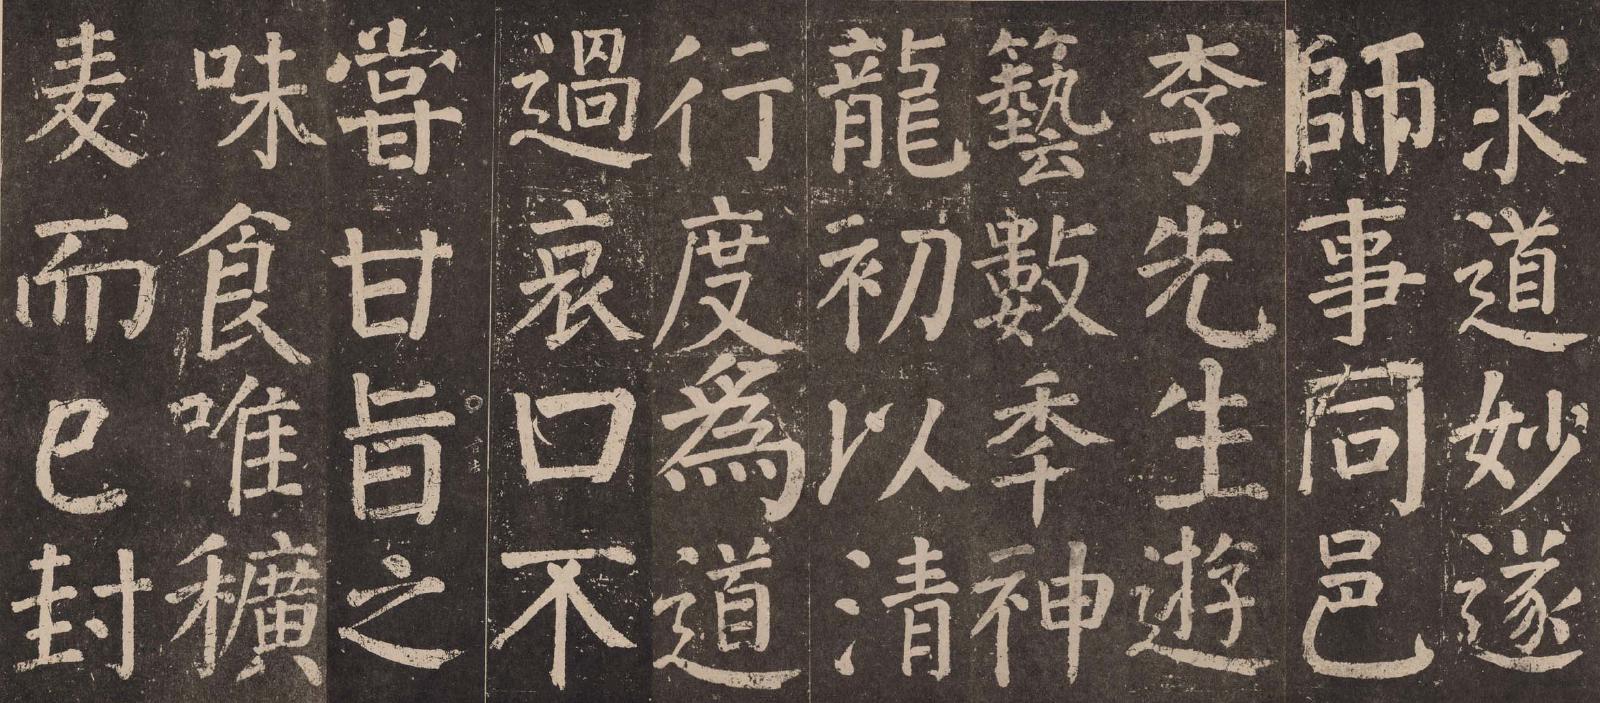 求道妙遂
師事同邑
李先生遊
藝數季神
龍初以清
行度為道
過裒口不
嘗甘旨之
味食唯穬
麦而已封